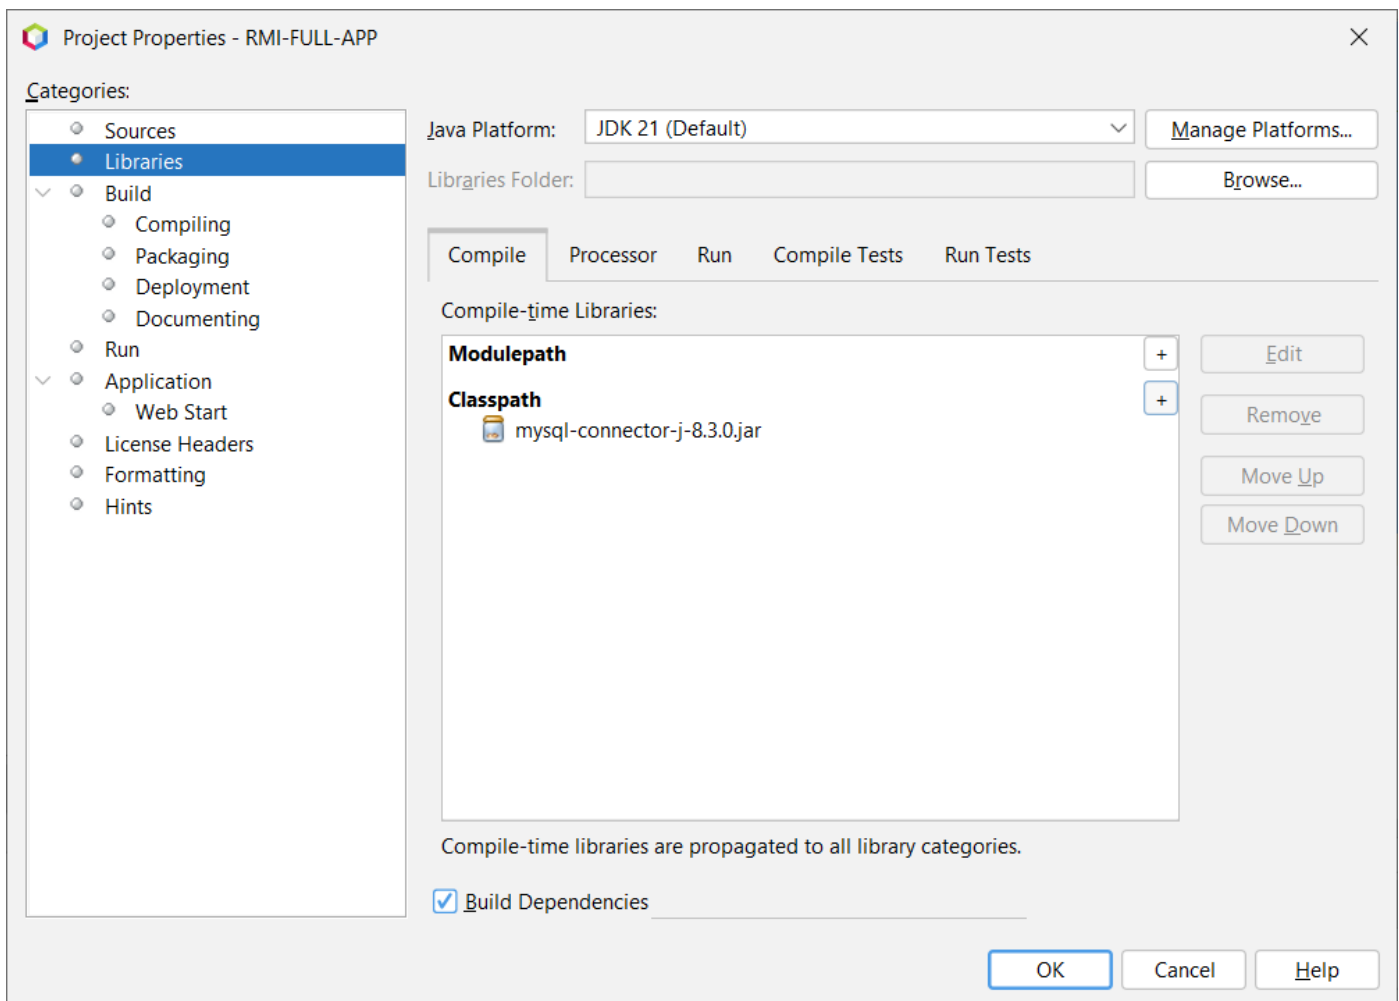 Project Properties - RMI-FULL-APP
Categories:
Sources
Libraries
Build
Compiling
Packaging
Deployment
Documenting
Run
Application
Web Start
License Headers
Formatting
Hints
Java Platform: JDK 21 (Default) Manage Platforms...
Libraries Folder: Browse...
Compile Processor Run Compile Tests Run Tests
Compile-time Libraries:
Modulepath +
Classpath +
mysql-connector-j-8.3.0.jar
Edit
Remove
Move Up
Move Down
Compile-time libraries are propagated to all library categories.
Build Dependencies
OK Cancel Help